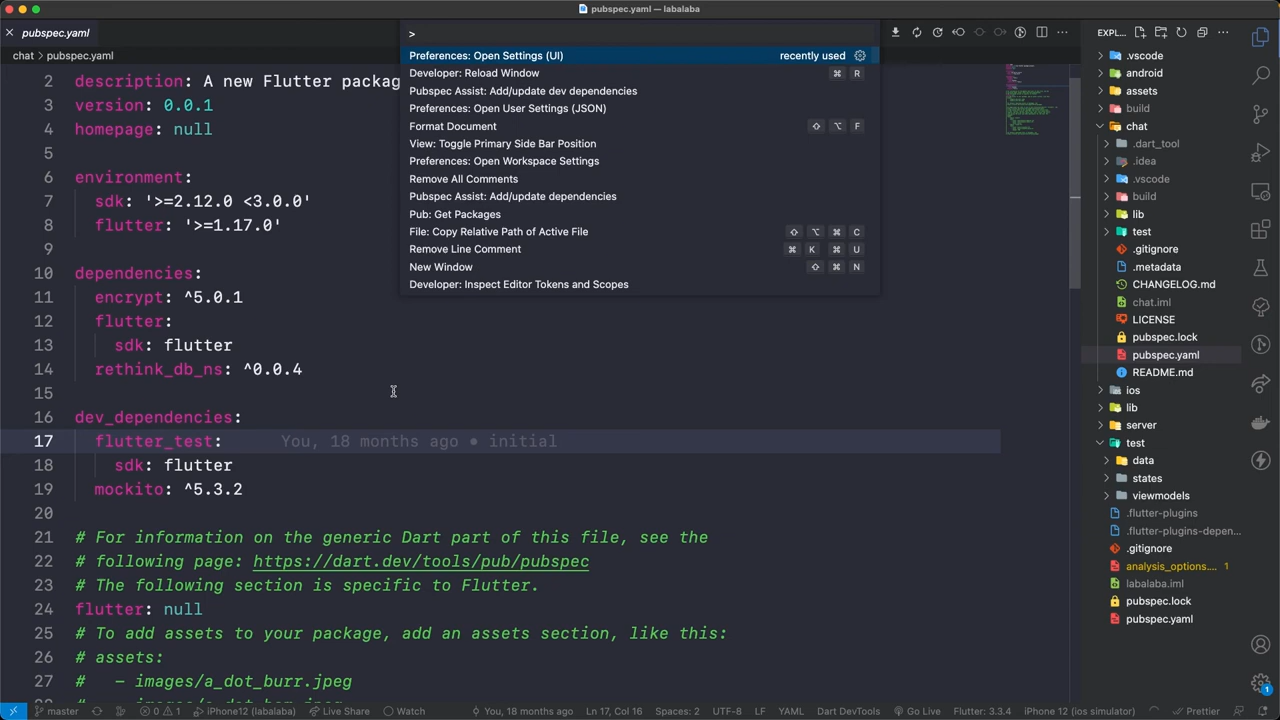 pubspec.yaml — labalaba
pubspec.yaml
>
EXPL...
chat > pubspec.yaml
Preferences: Open Settings (UI) recently used
Developer: Reload Window ⌘ R
Pubspec Assist: Add/update dev dependencies
Preferences: Open User Settings (JSON)
Format Document ⇧ ⌥ F
View: Toggle Primary Side Bar Position
Preferences: Open Workspace Settings
Remove All Comments
Pubspec Assist: Add/update dependencies
Pub: Get Packages
File: Copy Relative Path of Active File ⇧ ⌥ ⌘ C
Remove Line Comment ⌘ K ⌘ U
New Window ⇧ ⌘ N
Developer: Inspect Editor Tokens and Scopes
2 description: A new Flutter packag
3 version: 0.0.1
4 homepage: null
5
6 environment:
7 sdk: '>=2.12.0 <3.0.0'
8 flutter: '>=1.17.0'
9
10 dependencies:
11 encrypt: ^5.0.1
12 flutter:
13 sdk: flutter
14 rethink_db_ns: ^0.0.4
15
16 dev_dependencies:
17 flutter_test: You, 18 months ago • initial
18 sdk: flutter
19 mockito: ^5.3.2
20
21 # For information on the generic Dart part of this file, see the
22 # following page: https://dart.dev/tools/pub/pubspec
23 # The following section is specific to Flutter.
24 flutter: null
25 # To add assets to your package, add an assets section, like this:
26 # assets:
27 # - images/a_dot_burr.jpeg
.vscode
android
assets
build
chat
.dart_tool
.idea
.vscode
build
lib
test
.gitignore
.metadata
CHANGELOG.md
chat.iml
LICENSE
pubspec.lock
pubspec.yaml
README.md
ios
lib
server
test
data
states
viewmodels
.flutter-plugins
.flutter-plugins-depen...
.gitignore
analysis_options.... 1
labalaba.iml
pubspec.lock
pubspec.yaml
1
master 0 1 iPhone12 (labalaba) Live Share Watch You, 18 months ago Ln 17, Col 16 Spaces: 2 UTF-8 LF YAML Dart DevTools Go Live Flutter: 3.3.4 iPhone 12 (ios simulator) Prettier